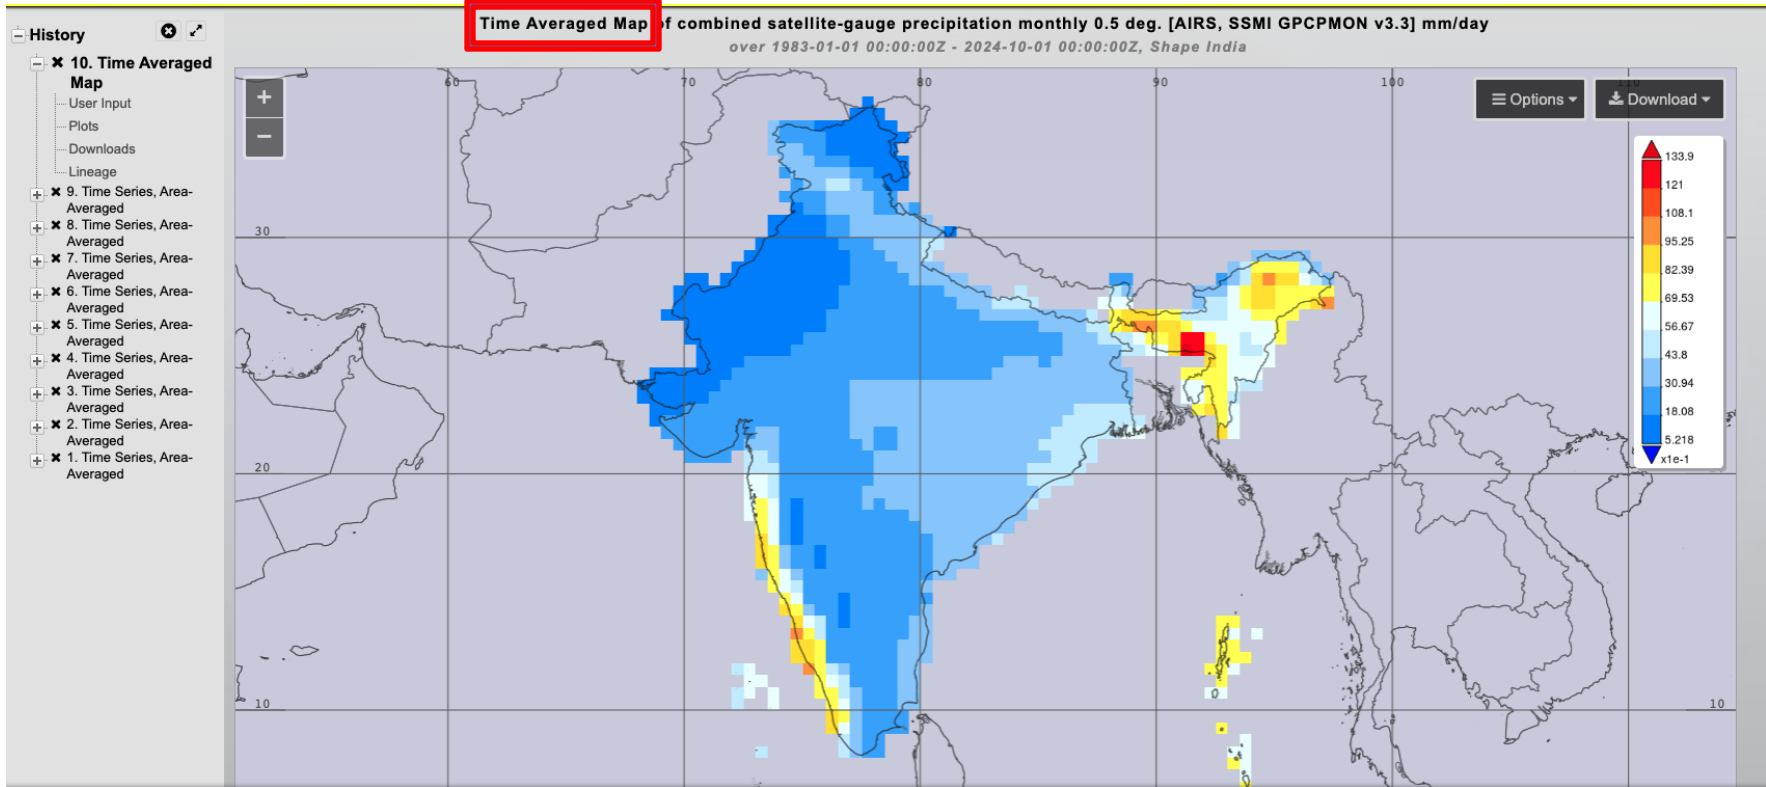 Time Averaged Map of combined satellite-gauge precipitation monthly 0.5 deg. [AIRS, SSMI GPCPMON v3.3] mm/day
over 1983-01-01 00:00:00Z - 2024-10-01 00:00:00Z, Shape India
History
10. Time Averaged
Map
User Input
Plots
Downloads
Lineage
9. Time Series, Area-
Averaged
8. Time Series, Area-
Averaged
7. Time Series, Area-
Averaged
6. Time Series, Area-
Averaged
5. Time Series, Area-
Averaged
4. Time Series, Area-
Averaged
3. Time Series, Area-
Averaged
2. Time Series, Area-
Averaged
1. Time Series, Area-
Averaged
+
−
60 70 80 90 100 110
Options
Download
133.9
121
108.1
95.25
82.39
69.53
56.67
43.8
30.94
18.08
5.218
x1e-1
30
20
10
10